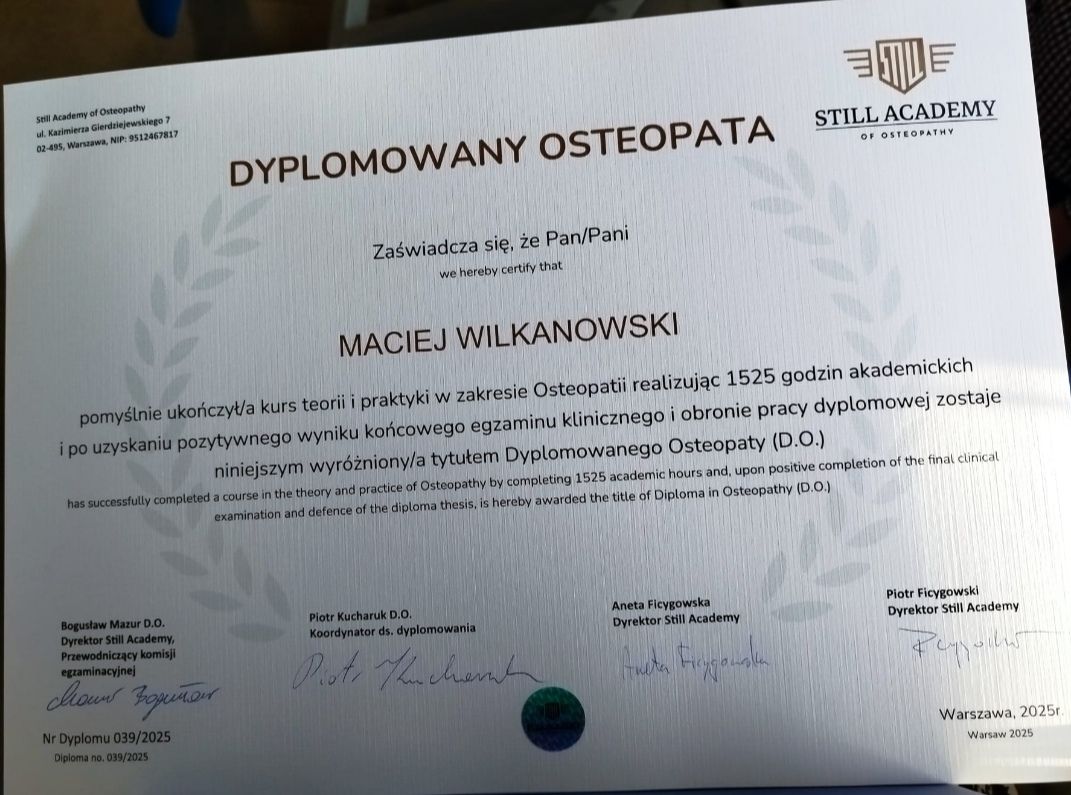 Still Academy of Osteopathy
ul. Kazimierza Gierdziejewskiego 7
02-495, Warszawa, NIP: 9512467817
STILL
STILL ACADEMY
OF OSTEOPATHY
DYPLOMOWANY OSTEOPATA
Zaświadcza się, że Pan/Pani
we hereby certify that
MACIEJ WILKANOWSKI
pomyślnie ukończył/a kurs teorii i praktyki w zakresie Osteopatii realizując 1525 godzin akademickich
i po uzyskaniu pozytywnego wyniku końcowego egzaminu klinicznego i obronie pracy dyplomowej zostaje
niniejszym wyróżniony/a tytułem Dyplomowanego Osteopaty (D.O.)
has successfully completed a course in the theory and practice of Osteopathy by completing 1525 academic hours and, upon positive completion of the final clinical
examination and defence of the diploma thesis, is hereby awarded the title of Diploma in Osteopathy (D.O.)
Bogusław Mazur D.O.
Dyrektor Still Academy,
Przewodniczący komisji
egzaminacyjnej
Piotr Kucharuk D.O.
Koordynator ds. dyplomowania
Piotr Kucharuk
Aneta Ficygowska
Dyrektor Still Academy
Aneta Ficygowska
Piotr Ficygowski
Dyrektor Still Academy
Nr Dyplomu 039/2025
Diploma no. 039/2025
Warszawa, 2025r.
Warsaw 2025